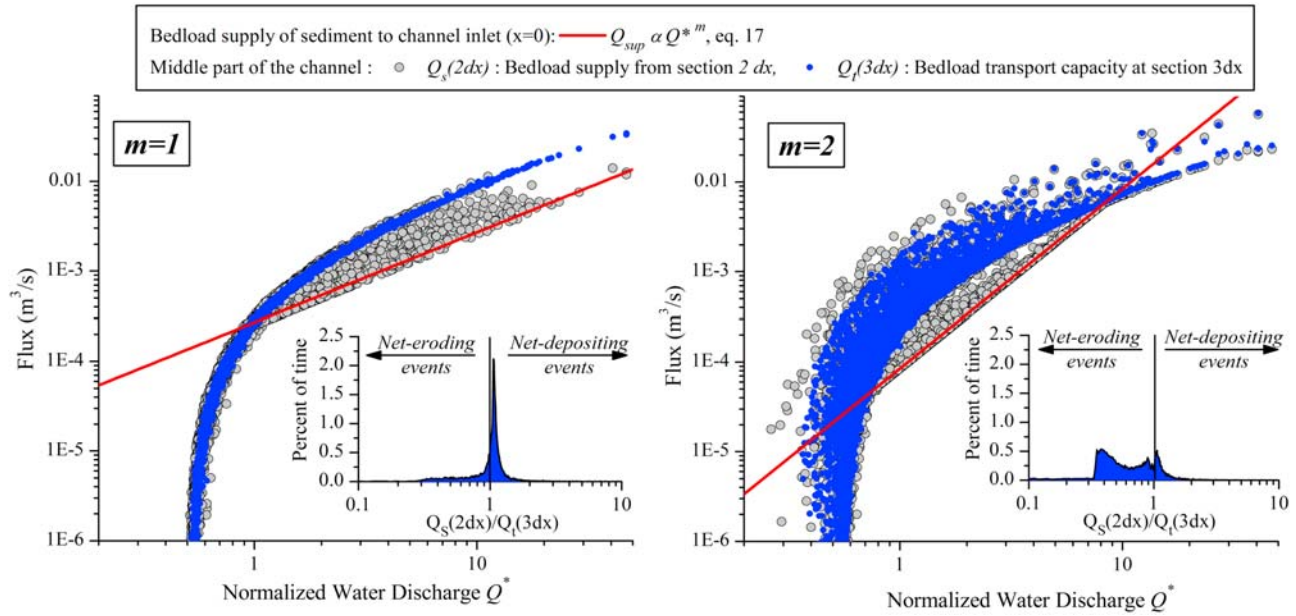 Bedload supply of sediment to channel inlet (x=0): Q_sup α Q*^m, eq. 17
Middle part of the channel : Q_s(2dx) : Bedload supply from section 2 dx, Q_t(3dx) : Bedload transport capacity at section 3dx
m=1
0.01
1E-3
1E-4
1E-5
1E-6
Flux (m³/s)
1
10
Normalized Water Discharge Q*
2.5
2.0
1.5
1.0
0.5
0.0
Percent of time
Net-eroding events
Net-depositing events
0.1
1
10
Q_S(2dx)/Q_t(3dx)
m=2
0.01
1E-3
1E-4
1E-5
1E-6
Flux (m³/s)
1
10
Normalized Water Discharge Q*
2.5
2.0
1.5
1.0
0.5
0.0
Percent of time
Net-eroding events
Net-depositing events
0.1
1
10
Q_S(2dx)/Q_t(3dx)